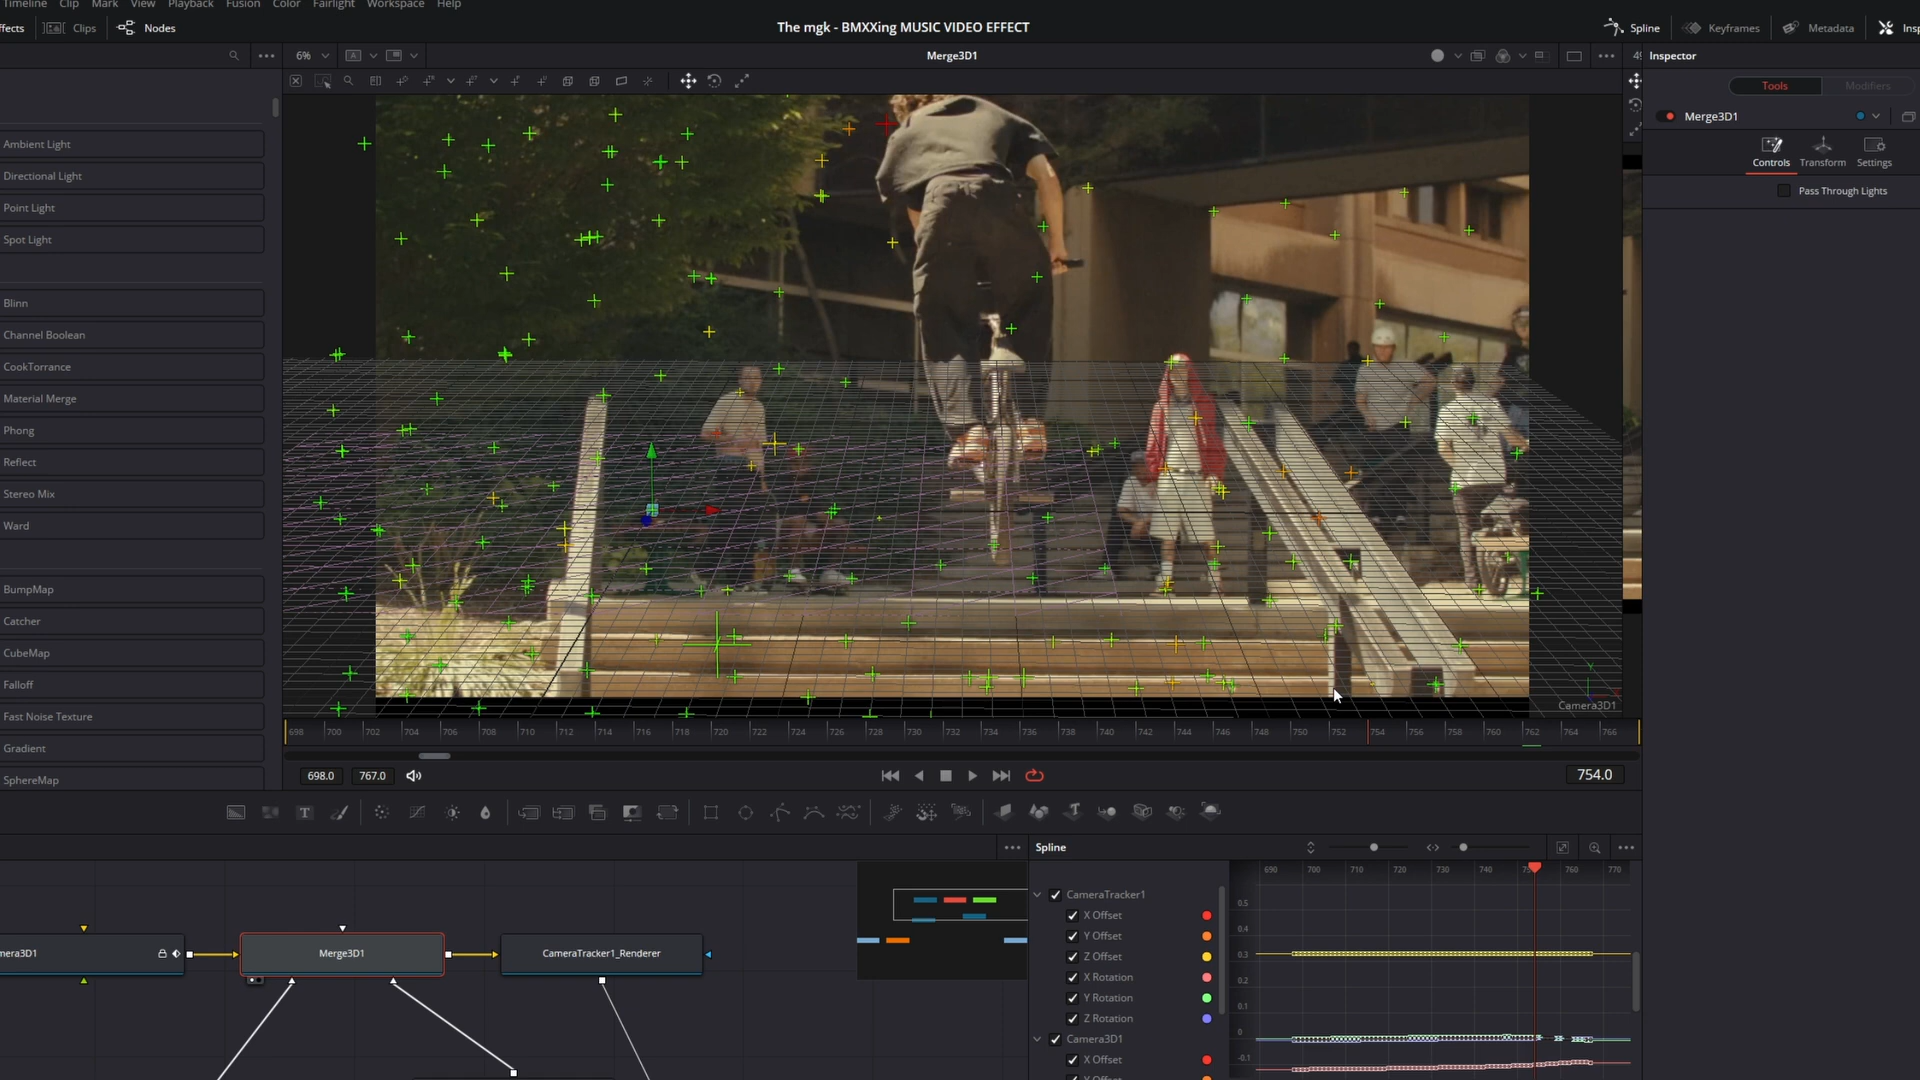 Timeline Clip Mark View Playback Fusion Color Fairlight Workspace Help
Clips Nodes
The mgk - BMXXing MUSIC VIDEO EFFECT
Spline Keyframes Metadata
6%
Merge3D1
Inspector
Tools Modifiers
Merge3D1
Controls Transform Settings
Pass Through Lights
Ambient Light
Directional Light
Point Light
Spot Light
Blinn
Channel Boolean
CookTorrance
Material Merge
Phong
Reflect
Stereo Mix
Ward
BumpMap
Catcher
CubeMap
Falloff
Fast Noise Texture
Gradient
SphereMap
Camera3D1
698 700 702 704 706 708 710 712 714 716 718 720 722 724 726 728 730 732 734 736 738 740 742 744 746 748 750 752 754 756 758 760 762 764 766
698.0 767.0
754.0
Spline
mera3D1
Merge3D1
CameraTracker1_Renderer
CameraTracker1
X Offset
Y Offset
Z Offset
X Rotation
Y Rotation
Z Rotation
Camera3D1
X Offset
690 700 710 720 730 740 760 770
0.5
0.4
0.3
0.2
0.1
0
-0.1